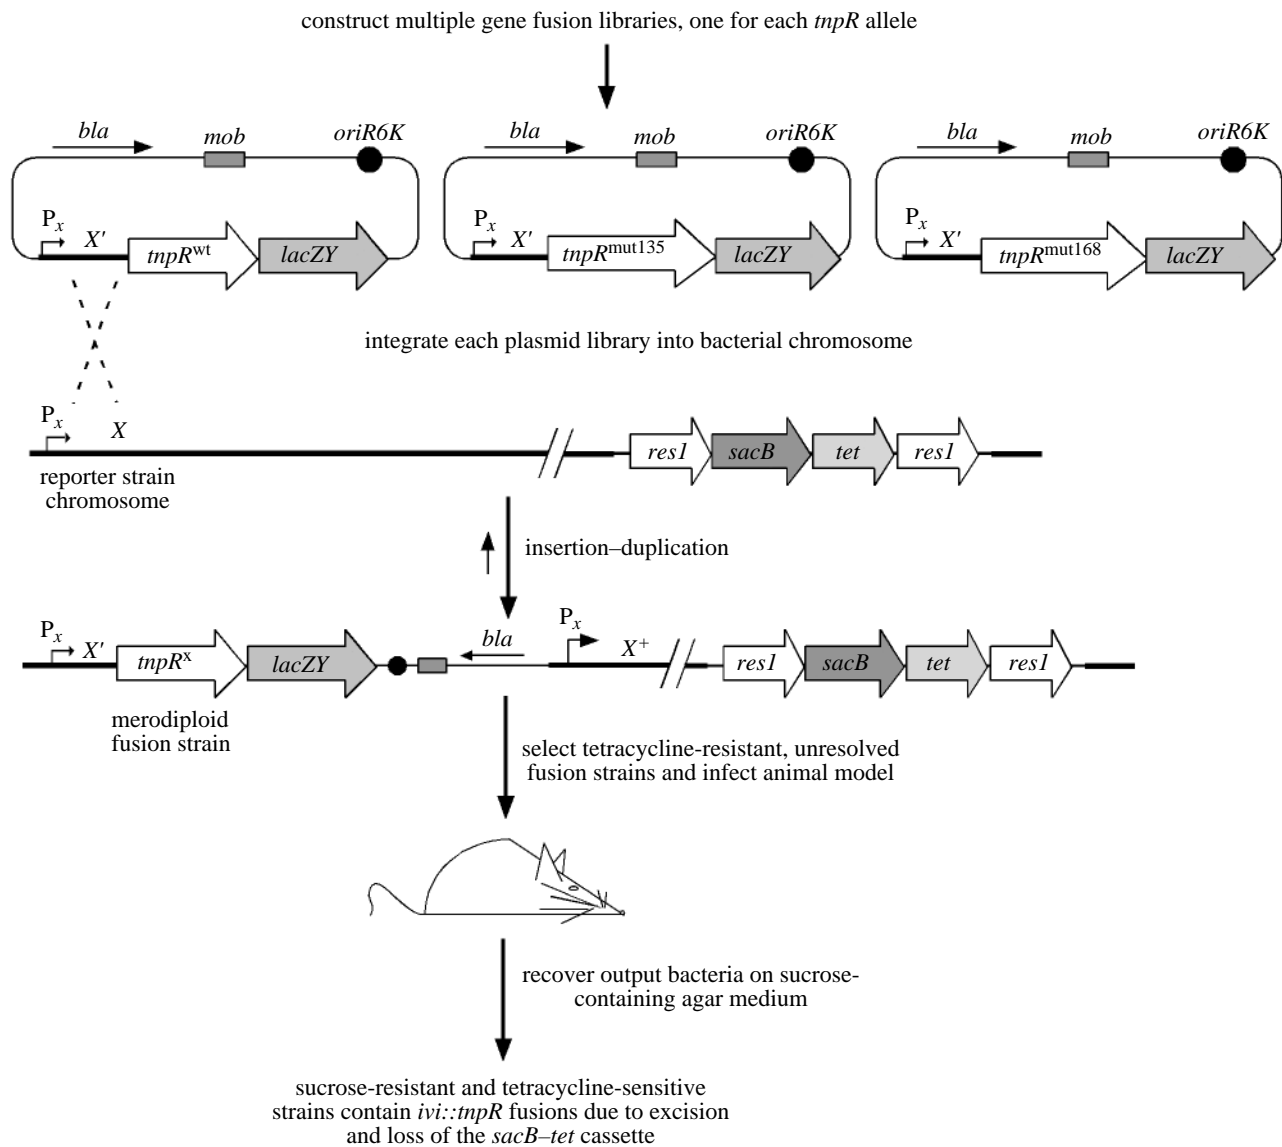 construct multiple gene fusion libraries, one for each tnpR allele
bla mob oriR6K
bla mob oriR6K
bla mob oriR6K
Px X' tnpRwt lacZY
Px X' tnpRmut135 lacZY
Px X' tnpRmut168 lacZY
integrate each plasmid library into bacterial chromosome
Px X res1 sacB tet res1
reporter strain
chromosome
insertion–duplication
Px X' tnpRx lacZY bla Px X+ res1 sacB tet res1
merodiploid
fusion strain
select tetracycline-resistant, unresolved
fusion strains and infect animal model
recover output bacteria on sucrose-
containing agar medium
sucrose-resistant and tetracycline-sensitive
strains contain ivi::tnpR fusions due to excision
and loss of the sacB–tet cassette